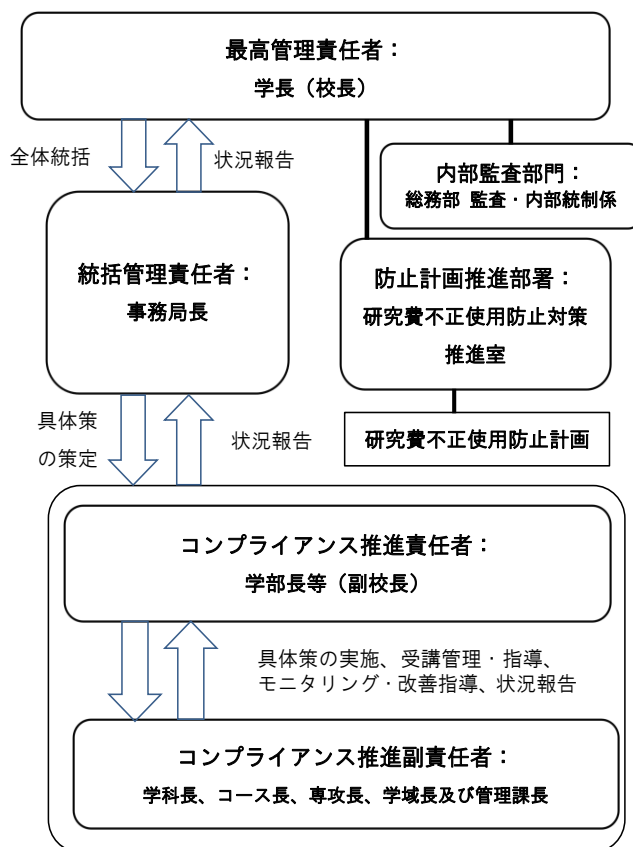 最高管理責任者：
学長（校長）
全体統括
状況報告
内部監査部門：
総務部 監査・内部統制係
統括管理責任者：
事務局長
防止計画推進部署：
研究費不正使用防止対策
推進室
具体策
の策定
状況報告
研究費不正使用防止計画
コンプライアンス推進責任者：
学部長等（副校長）
具体策の実施、受講管理・指導、
モニタリング・改善指導、状況報告
コンプライアンス推進副責任者：
学科長、コース長、専攻長、学域長及び管理課長